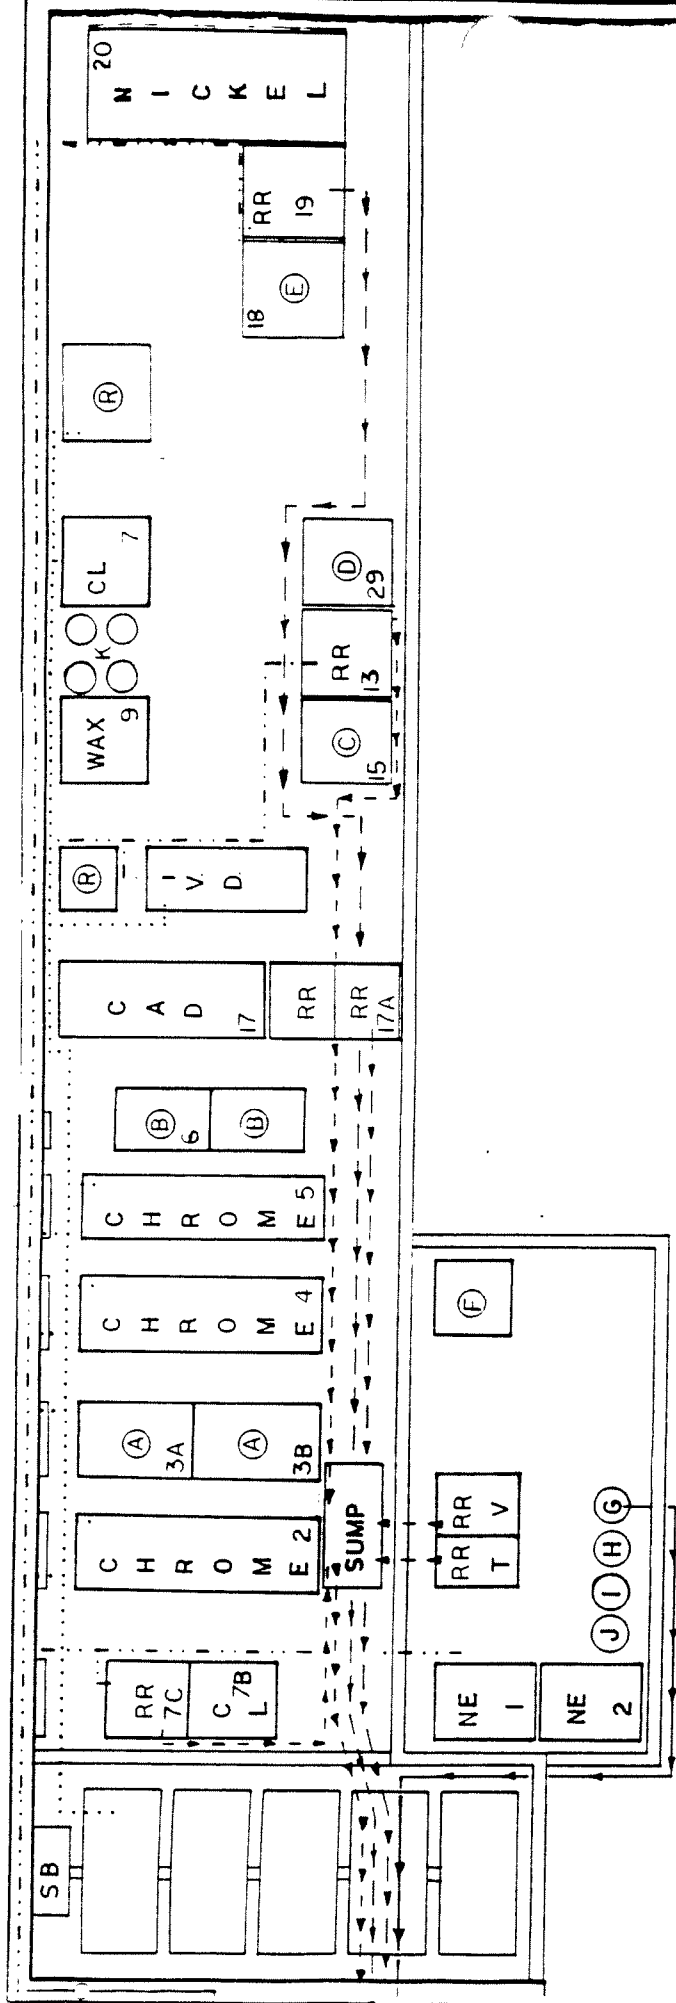 20
NICKEL
RR
19
18
E
R
CL
7
K
WAX
9
D
29
RR
13
C
15
R
IVD
CAD
17
RR
RR
17A
B
6
B
CHROME 5
CHROME 4
A
3A
A
3B
CHROME 2
SUMP
F
RR
V
RR
T
G
H
I
J
RR
7C
CL
7B
NE
1
NE
2
SB